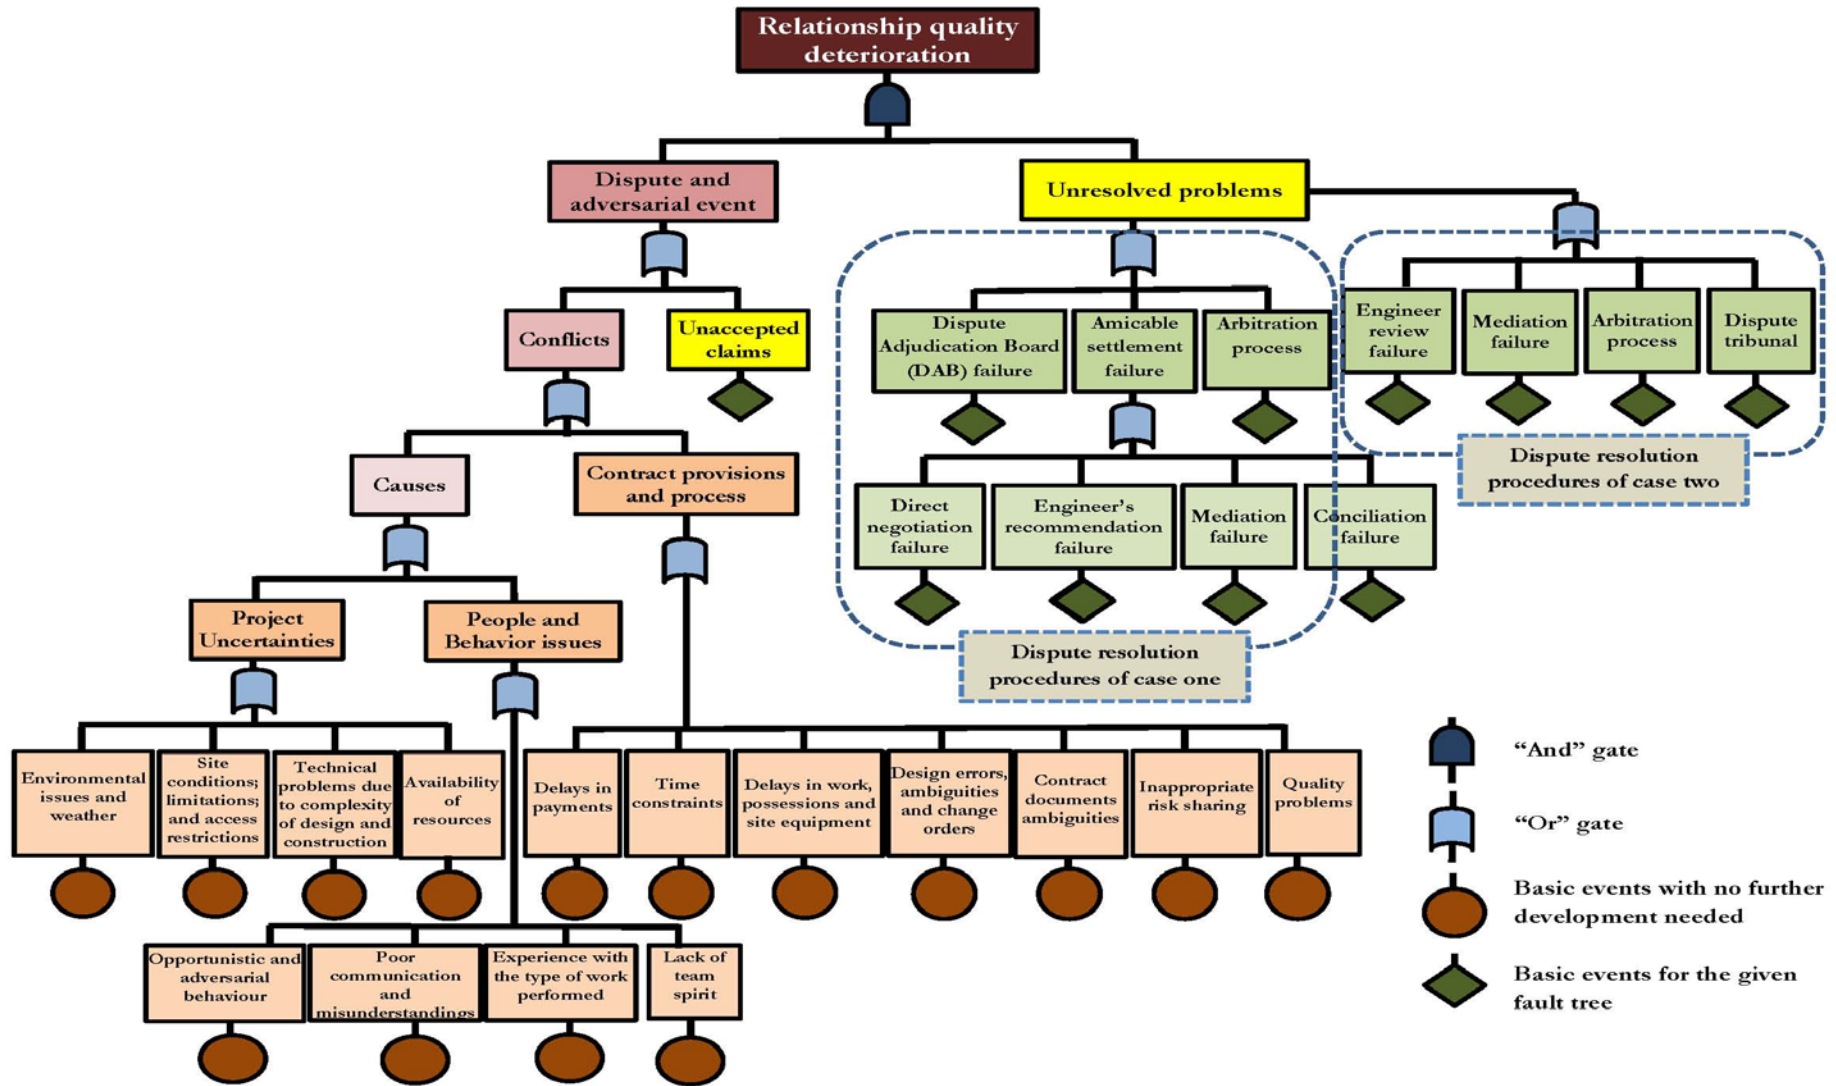 Relationship quality
deterioration
Dispute and
adversarial event
Unresolved problems
Conflicts
Unaccepted
claims
Dispute
Adjudication Board
(DAB) failure
Amicable
settlement
failure
Arbitration
process
Engineer
review
failure
Mediation
failure
Arbitration
process
Dispute
tribunal
Causes
Contract provisions
and process
Direct
negotiation
failure
Engineer's
recommendation
failure
Mediation
failure
Conciliation
failure
Dispute resolution
procedures of case two
Project
Uncertainties
People and
Behavior issues
Dispute resolution
procedures of case one
Environmental
issues and
weather
Site
conditions;
limitations;
and access
restrictions
Technical
problems due
to complexity
of design and
construction
Availability
of
resources
Delays in
payments
Time
constraints
Delays in work,
possessions and
site equipment
Design errors,
ambiguities
and change
orders
Contract
documents
ambiguities
Inappropriate
risk sharing
Quality
problems
Opportunistic and
adversarial
behaviour
Poor
communication
and
misunderstandings
Experience with
the type of work
performed
Lack of
team
spirit
“And” gate
“Or” gate
Basic events with no further
development needed
Basic events for the given
fault tree